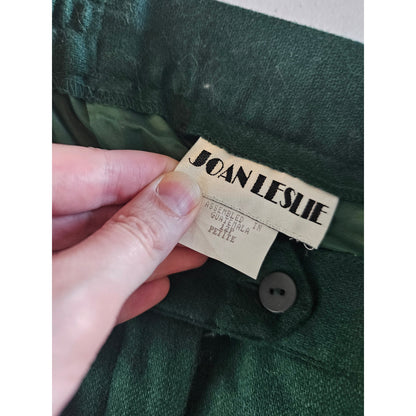 JOAN LESLIE
ASSEMBLED IN
GUATEMALA
PETITE